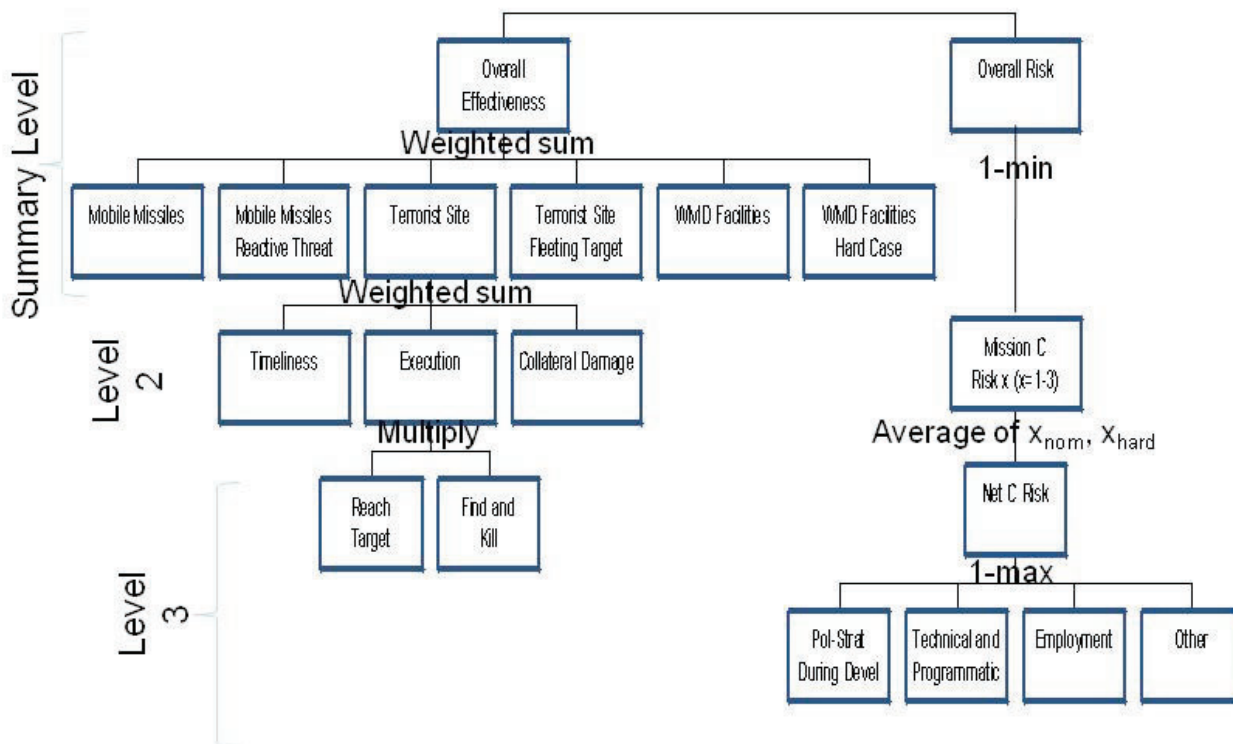 Summary Level
Overall
Effectiveness
Overall Risk
Weighted sum
1-min
Mobile Missiles
Mobile Missiles
Reactive Threat
Terrorist Site
Terrorist Site
Fleeting Target
WMD Facilities
WMD Facilities
Hard Case
Weighted sum
Level
2
Timeliness
Execution
Collateral Damage
Mission C
Risk x (x=1-3)
Multiply
Average of xnom, xhard
Level
3
Reach
Target
Find and
Kill
Net C Risk
1-max
Pol-Strat
During Devel
Technical and
Programmatic
Employment
Other